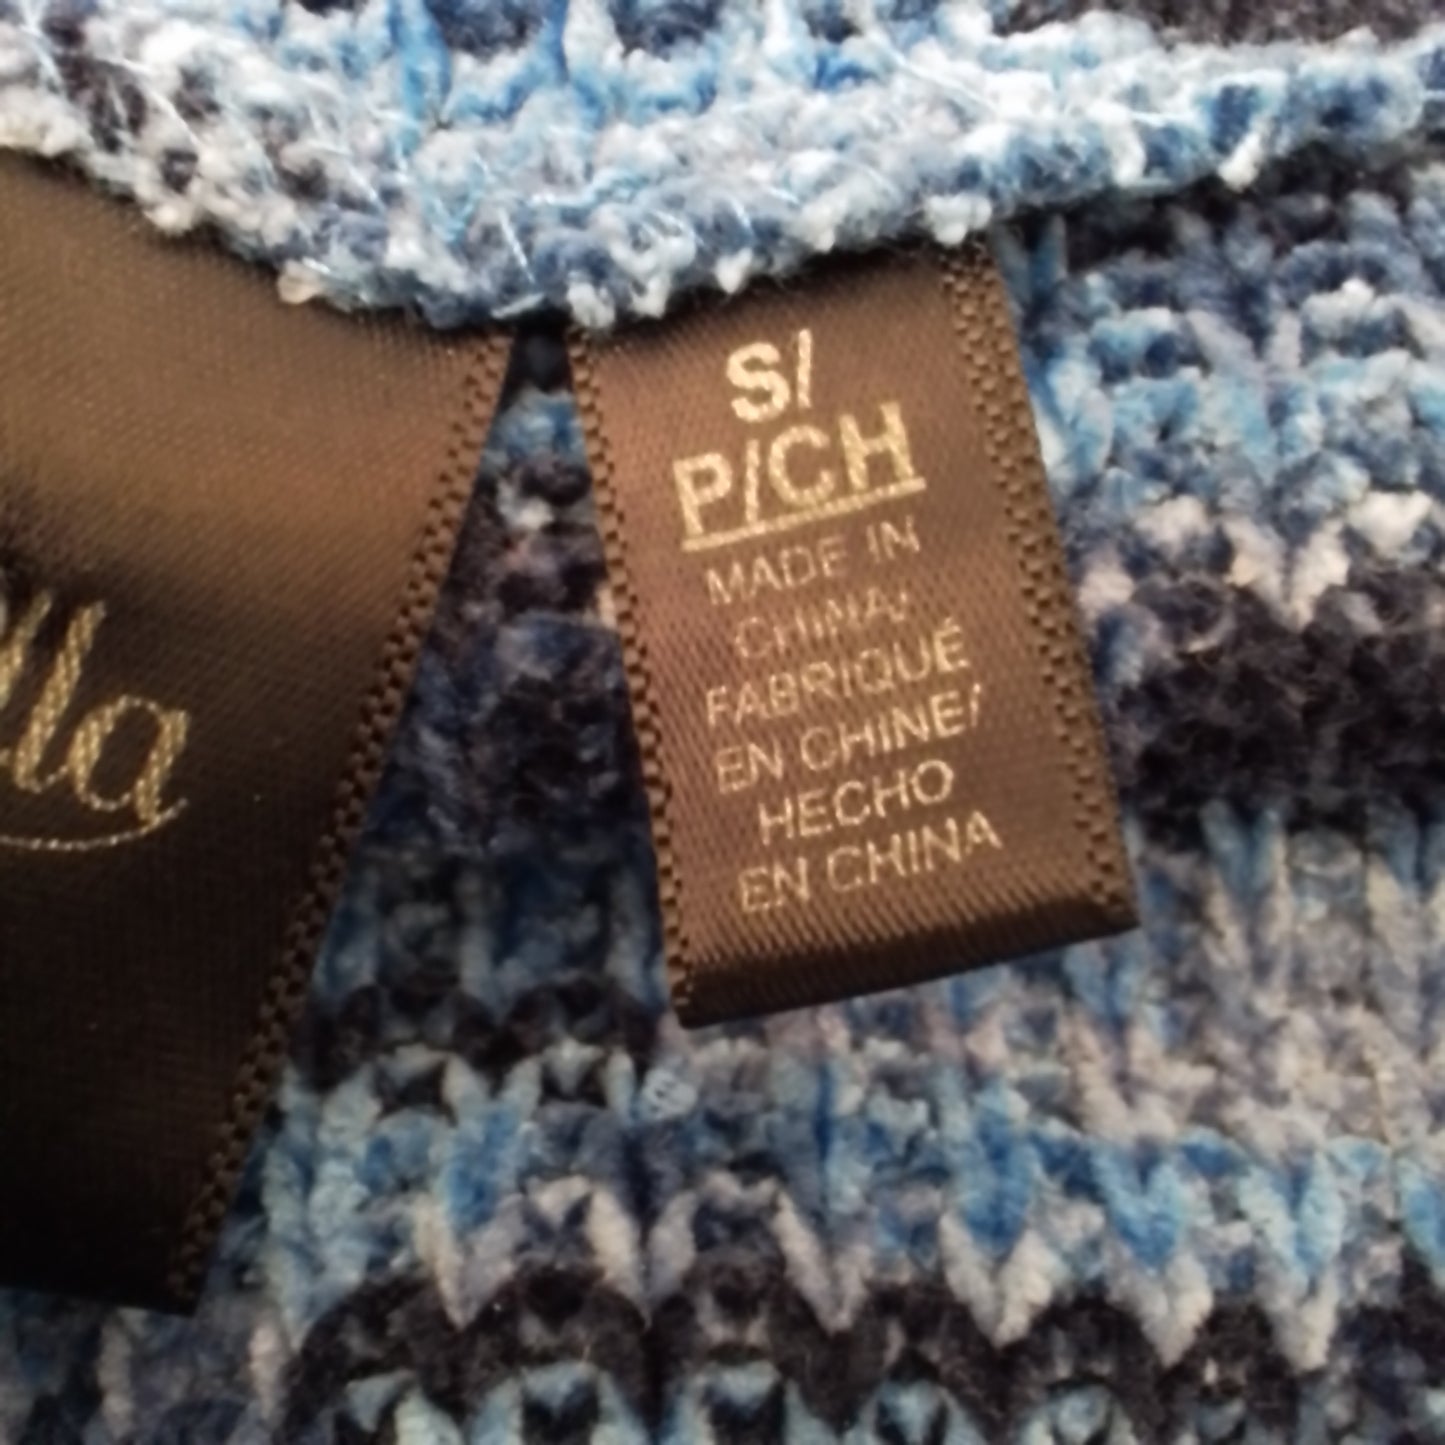 S/
P/CH
MADE IN
CHINA/
FABRIQUÉ
EN CHINE/
HECHO
EN CHINA